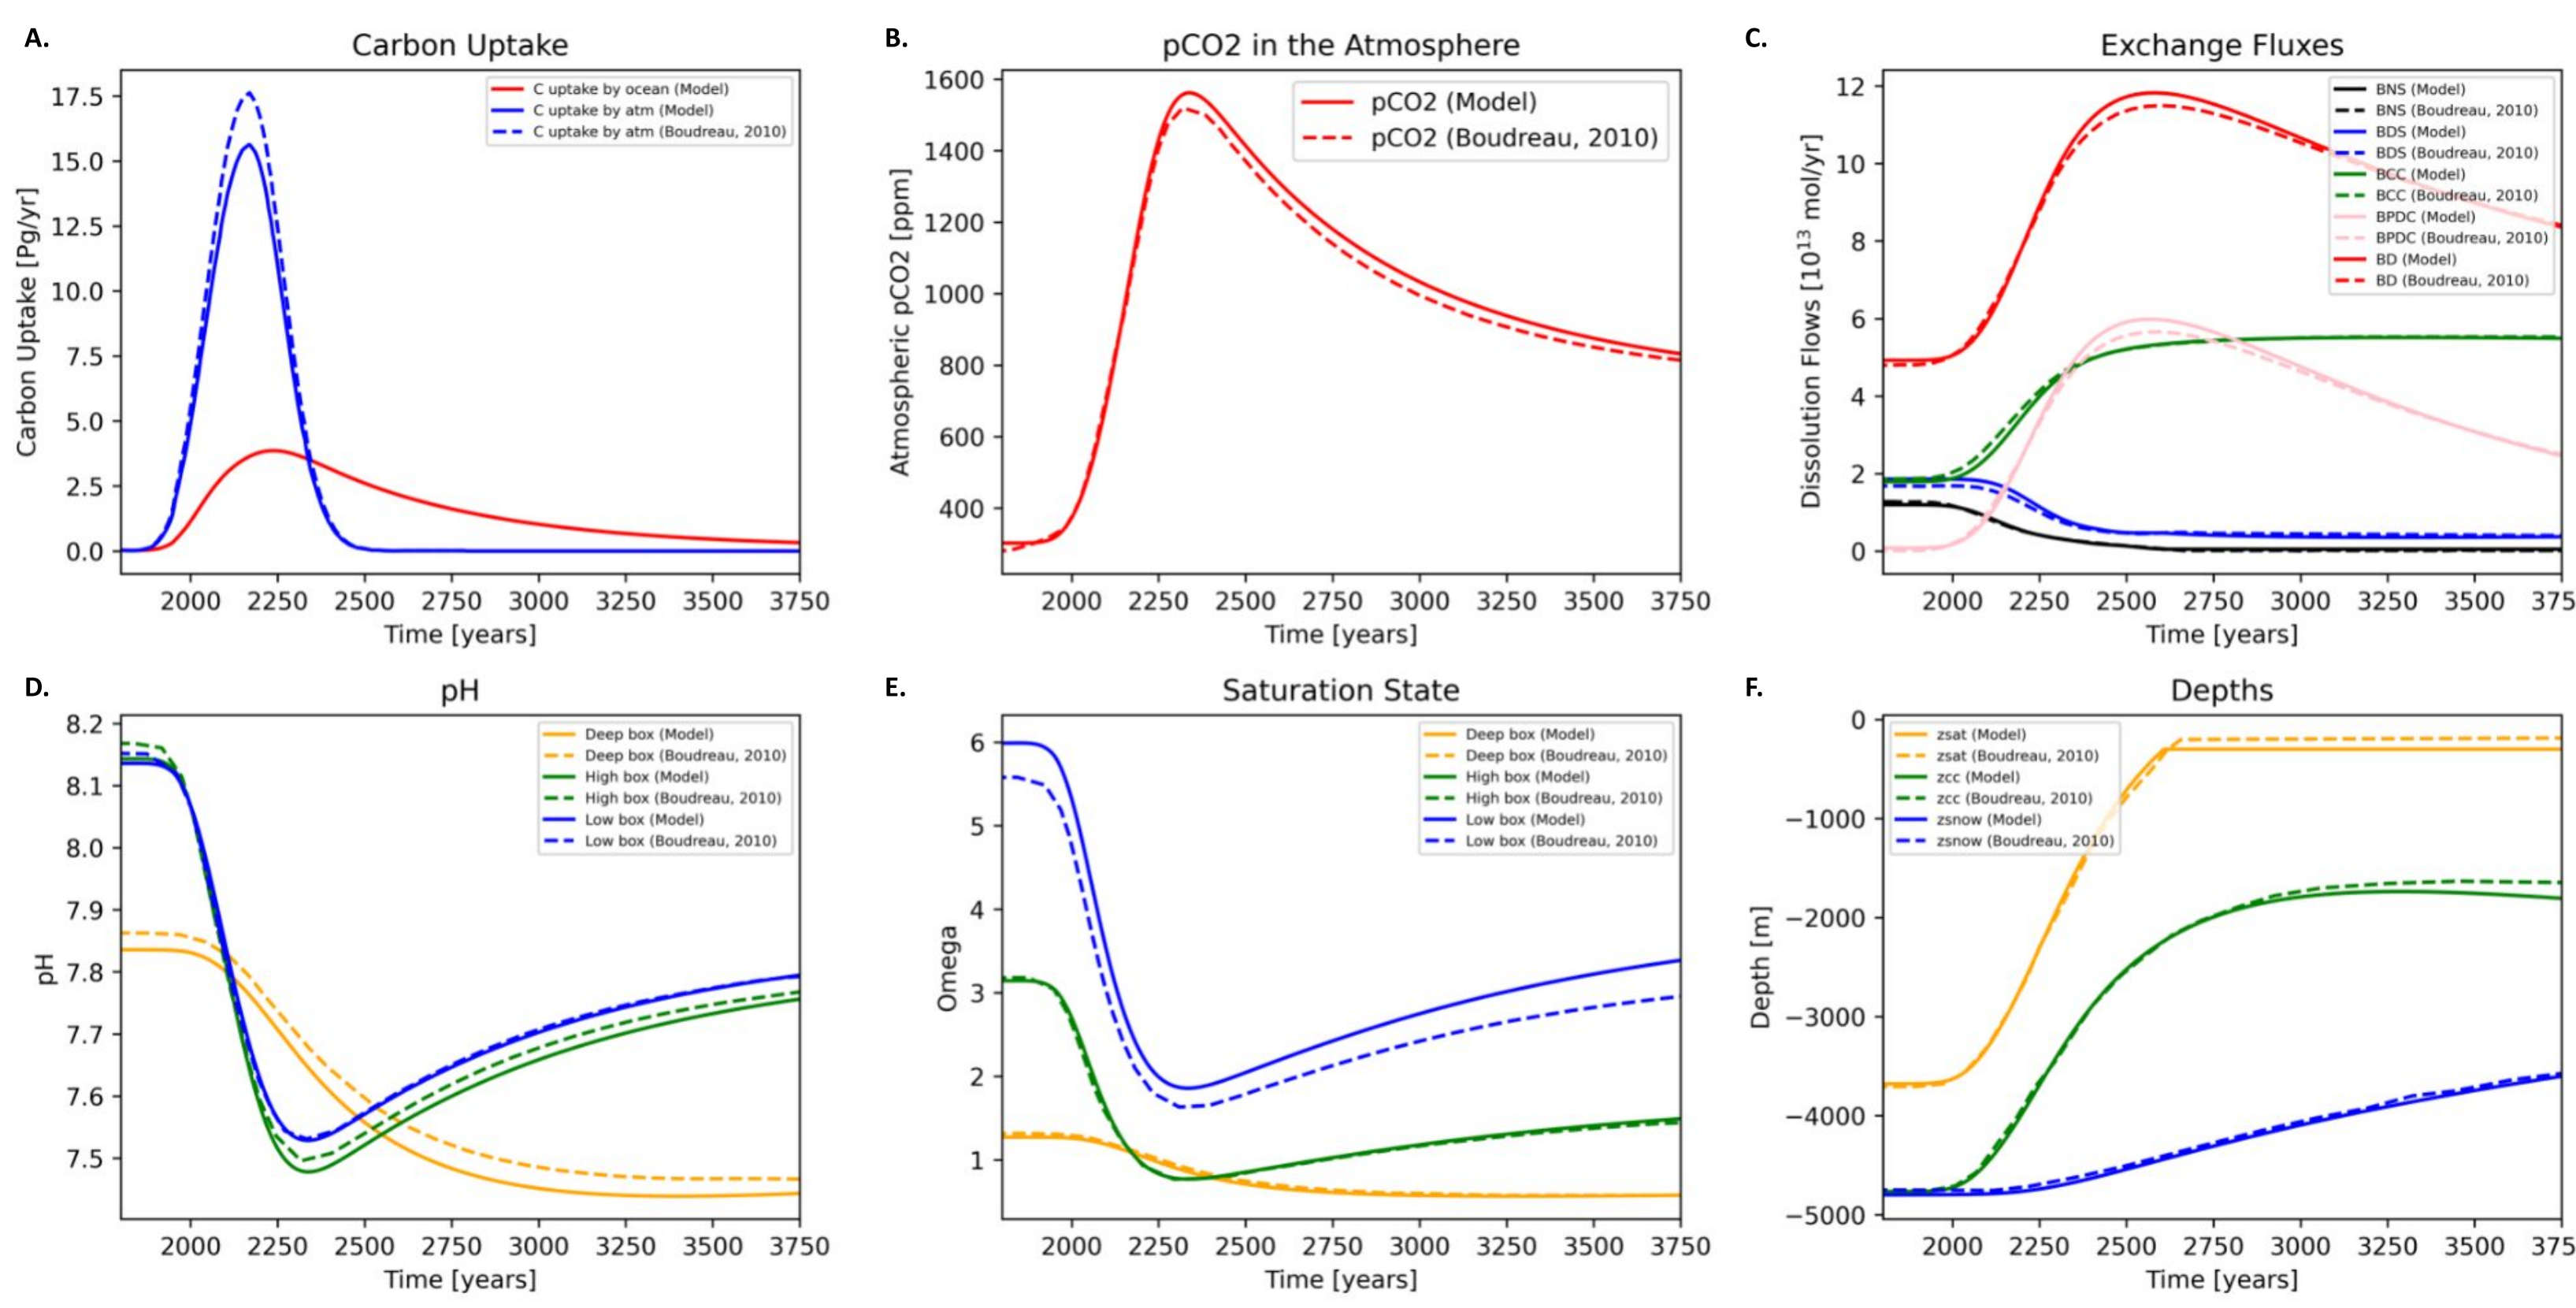 A.
Carbon Uptake
17.5
15.0
12.5
10.0
7.5
5.0
2.5
0.0
Carbon Uptake [Pg/yr]
C uptake by ocean (Model)
C uptake by atm (Model)
C uptake by atm (Boudreau, 2010)
2000 2250 2500 2750 3000 3250 3500 3750
Time [years]
B.
pCO2 in the Atmosphere
1600
1400
1200
1000
800
600
400
Atmospheric pCO2 [ppm]
pCO2 (Model)
pCO2 (Boudreau, 2010)
2000 2250 2500 2750 3000 3250 3500 3750
Time [years]
C.
Exchange Fluxes
12
10
8
6
4
2
0
Dissolution Flows [10¹³ mol/yr]
BNS (Model)
BNS (Boudreau, 2010)
BDS (Model)
BDS (Boudreau, 2010)
BCC (Model)
BCC (Boudreau, 2010)
BPDC (Model)
BPDC (Boudreau, 2010)
BD (Model)
BD (Boudreau, 2010)
2000 2250 2500 2750 3000 3250 3500 375
Time [years]
D.
pH
8.2
8.1
8.0
7.9
7.8
7.7
7.6
7.5
pH
Deep box (Model)
Deep box (Boudreau, 2010)
High box (Model)
High box (Boudreau, 2010)
Low box (Model)
Low box (Boudreau, 2010)
2000 2250 2500 2750 3000 3250 3500 3750
Time [years]
E.
Saturation State
6
5
4
3
2
1
Omega
Deep box (Model)
Deep box (Boudreau, 2010)
High box (Model)
High box (Boudreau, 2010)
Low box (Model)
Low box (Boudreau, 2010)
2000 2250 2500 2750 3000 3250 3500 3750
Time [years]
F.
Depths
0
−1000
−2000
−3000
−4000
−5000
Depth [m]
zsat (Model)
zsat (Boudreau, 2010)
zcc (Model)
zcc (Boudreau, 2010)
zsnow (Model)
zsnow (Boudreau, 2010)
2000 2250 2500 2750 3000 3250 3500 375
Time [years]